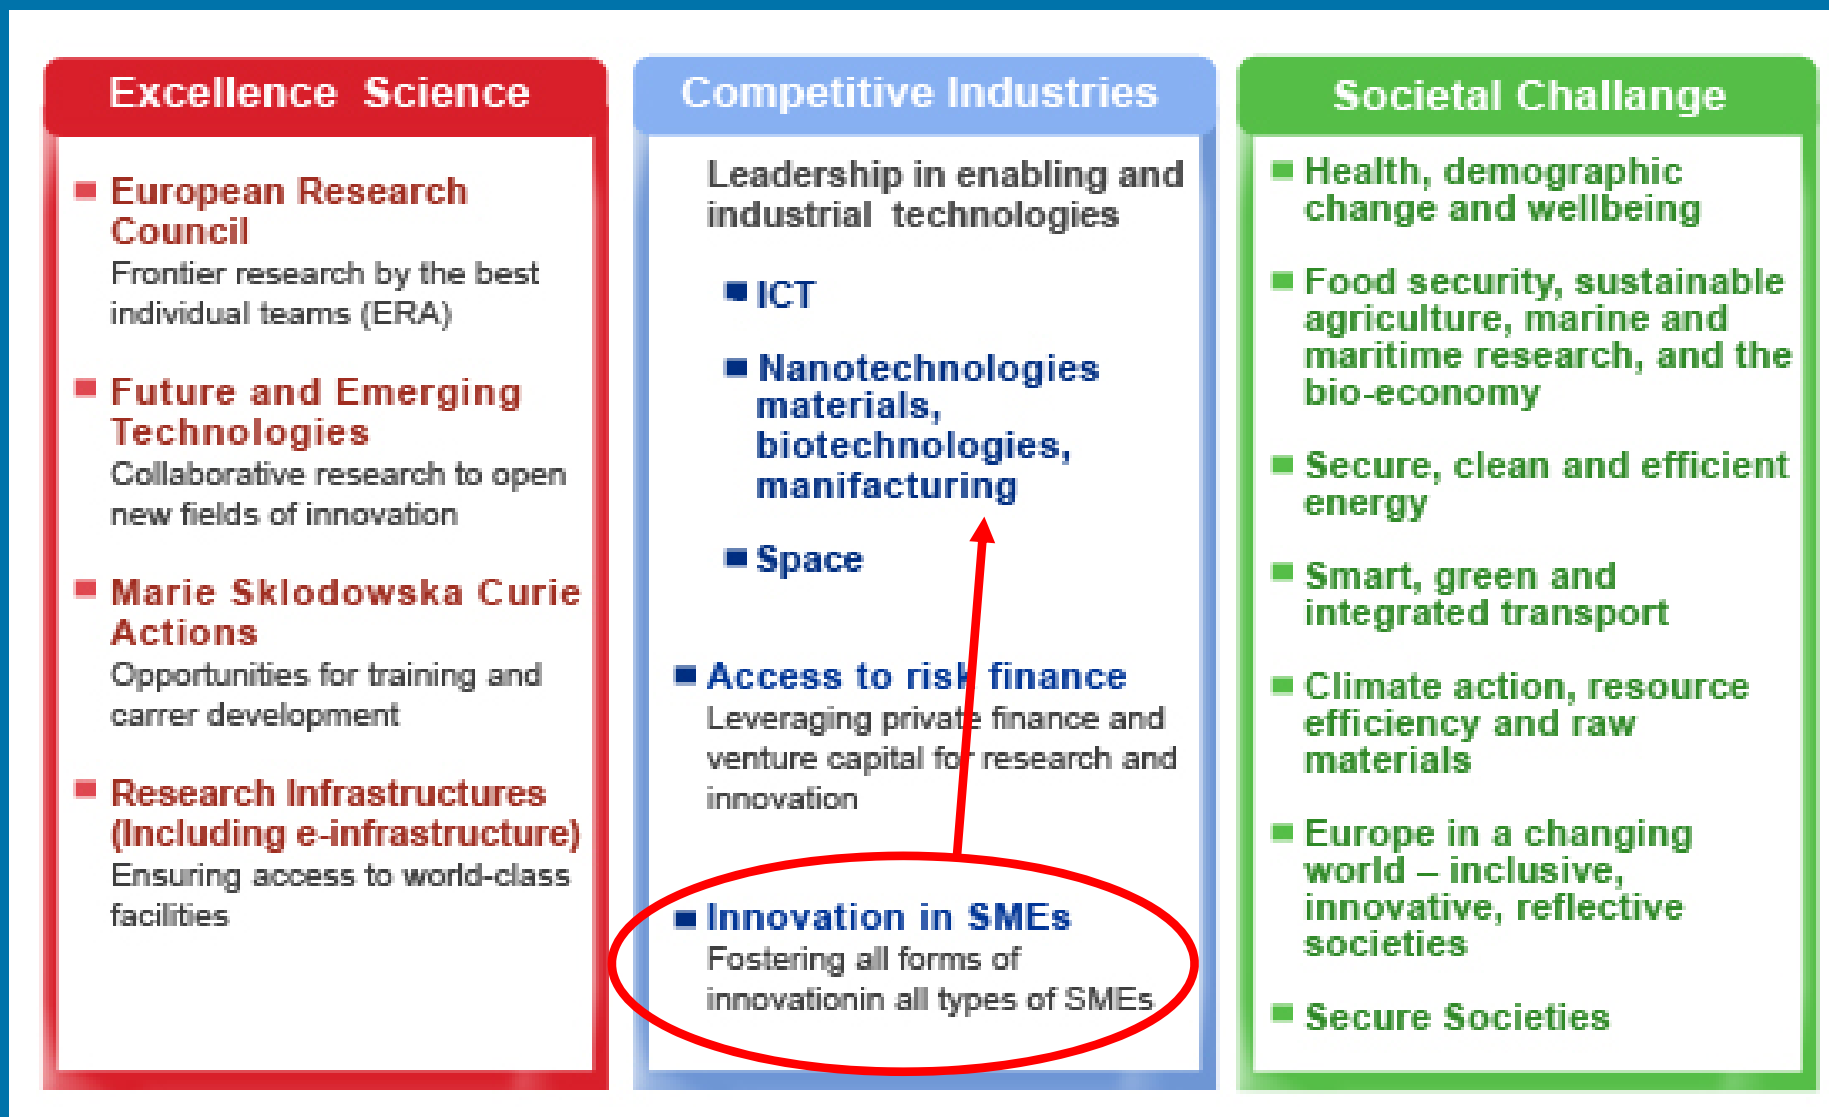 Excellence Science
European Research
Council
Frontier research by the best
individual teams (ERA)
Future and Emerging
Technologies
Collaborative research to open
new fields of innovation
Marie Sklodowska Curie
Actions
Opportunities for training and
carrer development
Research Infrastructures
(Including e-infrastructure)
Ensuring access to world-class
facilities
Competitive Industries
Leadership in enabling and
industrial technologies
ICT
Nanotechnologies
materials,
biotechnologies,
manifacturing
Space
Access to risk finance
Leveraging private finance and
venture capital for research and
innovation
Innovation in SMEs
Fostering all forms of
innovationin all types of SMEs
Societal Challange
Health, demographic
change and wellbeing
Food security, sustainable
agriculture, marine and
maritime research, and the
bio-economy
Secure, clean and efficient
energy
Smart, green and
integrated transport
Climate action, resource
efficiency and raw
materials
Europe in a changing
world – inclusive,
innovative, reflective
societies
Secure Societies